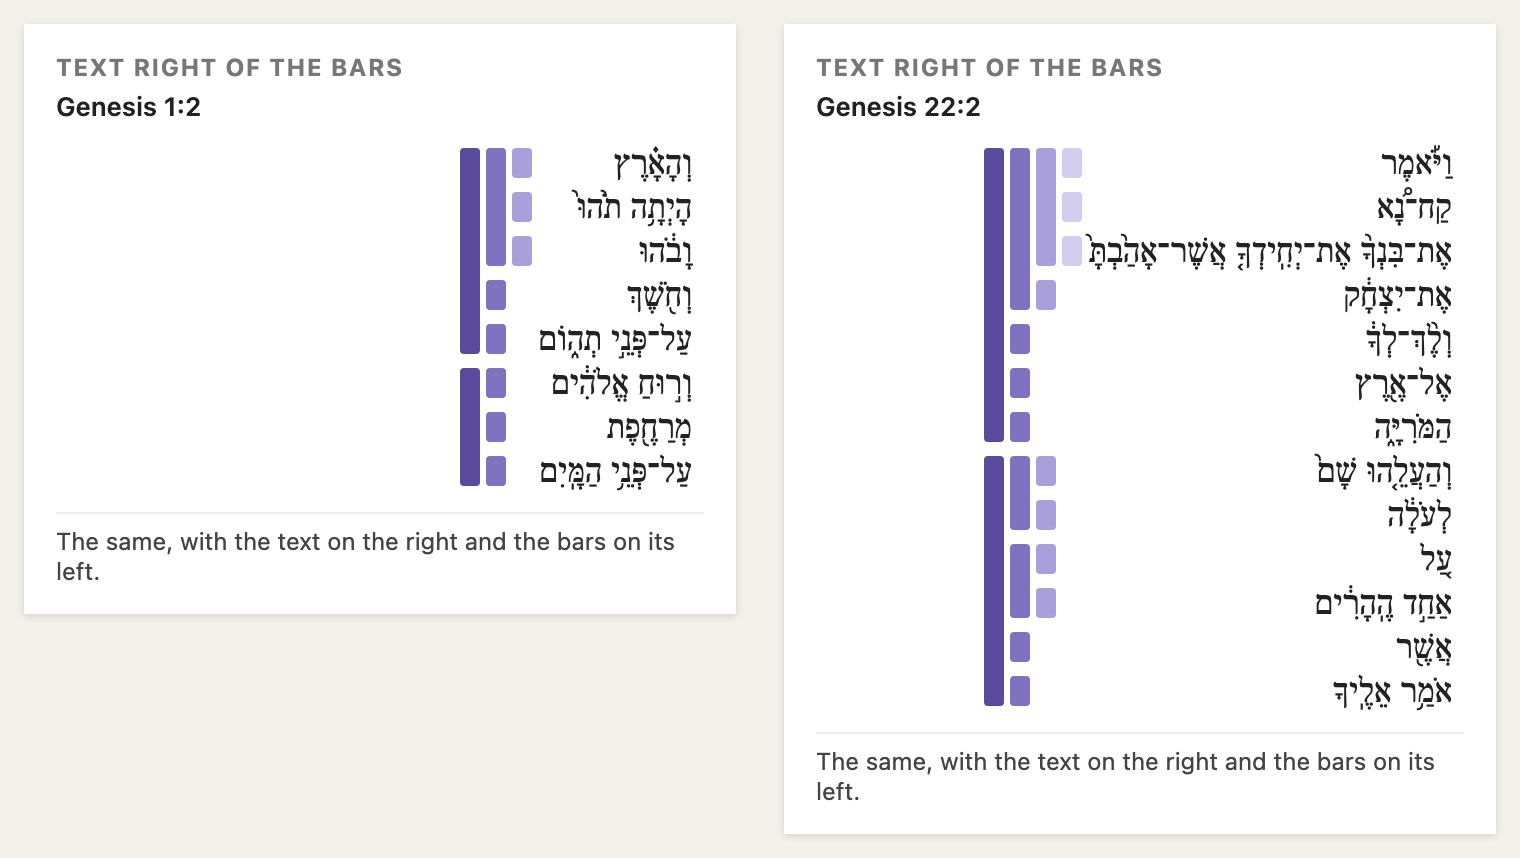 TEXT RIGHT OF THE BARS
Genesis 1:2
וְהָאָ֗רֶץ
הָיְתָ֥ה תֹ֙הוּ֙
וָבֹ֔הוּ
וְחֹ֖שֶׁךְ
עַל־פְּנֵ֣י תְה֑וֹם
וְר֣וּחַ אֱלֹהִ֔ים
מְרַחֶ֖פֶת
עַל־פְּנֵ֥י הַמָּֽיִם
The same, with the text on the right and the bars on its
left.
TEXT RIGHT OF THE BARS
Genesis 22:2
וַיֹּ֡אמֶר
קַח־נָ֠א
אֶת־בִּנְךָ֨ אֶת־יְחִֽידְךָ֤ אֲשֶׁר־אָהַ֙בְתָּ֙
אֶת־יִצְחָ֔ק
וְלֶ֨ךְ־לְךָ֔
אֶל־אֶ֖רֶץ
הַמֹּרִיָּ֑ה
וְהַעֲלֵ֤הוּ שָׁם֙
לְעֹלָ֔ה
עַ֚ל
אַחַ֣ד הֶֽהָרִ֔ים
אֲשֶׁ֖ר
אֹמַ֥ר אֵלֶֽיךָ
The same, with the text on the right and the bars on its
left.